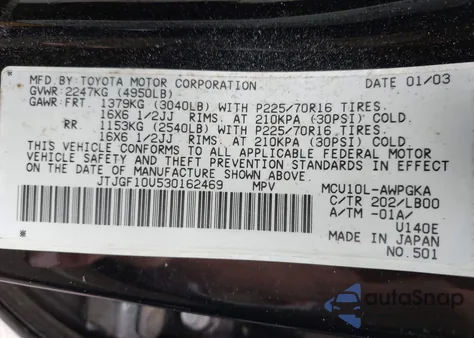 MFD.BY: TOYOTA MOTOR CORPORATION DATE 01/03
GVWR: 2247KG (4950LB)
GAWR: FRT. 1379KG (3040LB) WITH P225/70R16 TIRES.
16X6 1/2JJ RIMS. AT 210KPA (30PSI) COLD.
RR. 1153KG (2540LB) WITH P225/70R16 TIRES.
16X6 1/2JJ RIMS. AT 210KPA (30PSI) COLD.
THIS VEHICLE CONFORMS TO ALL APPLICABLE FEDERAL MOTOR
VEHICLE SAFETY AND THEFT PREVENTION STANDARDS IN EFFECT
ON THE DATE OF MANUFACTURE SHOWN ABOVE.
JTJGF10U530162469 MPV MCU10L-AWPGKA
C/TR 202/LB00
A/TM -01A/
U140E
MADE IN JAPAN
NO.501
autoSnap